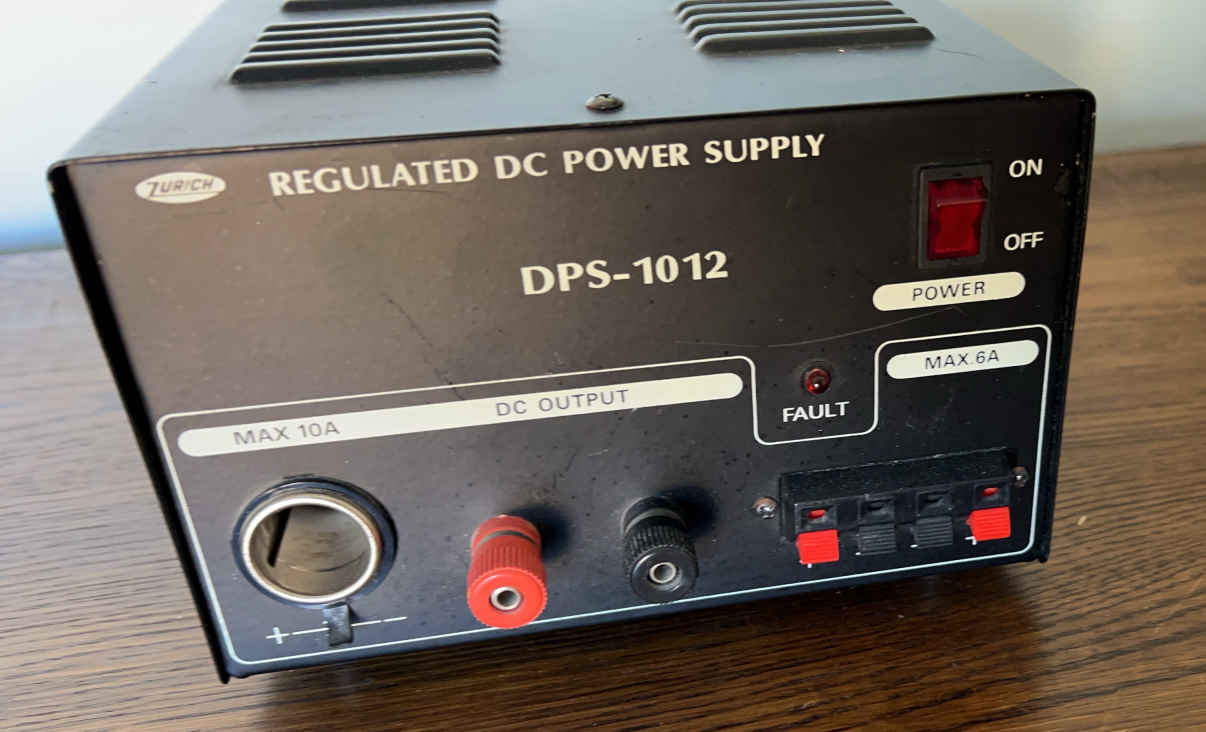 ZURICH
REGULATED DC POWER SUPPLY
ON
OFF
DPS-1012
POWER
MAX.6A
FAULT
MAX 10A
DC OUTPUT
+ -
+ - - +